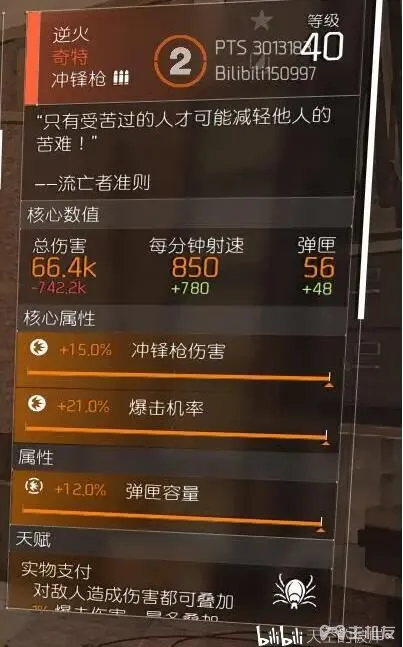 逆火
等级
奇特
2
PTS 3013183
40
冲锋枪
Bilibili150997
“只有受苦过的人才可能减轻他人的
苦难！”
--流亡者准则
核心数值
总伤害 每分钟射速 弹匣
66.4k 850 56
-742.2k +780 +48
核心属性
+15.0% 冲锋枪伤害
+21.0% 爆击机率
属性
+12.0% 弹匣容量
天赋
实物支付
对敌人造成伤害都可叠加
bilibili